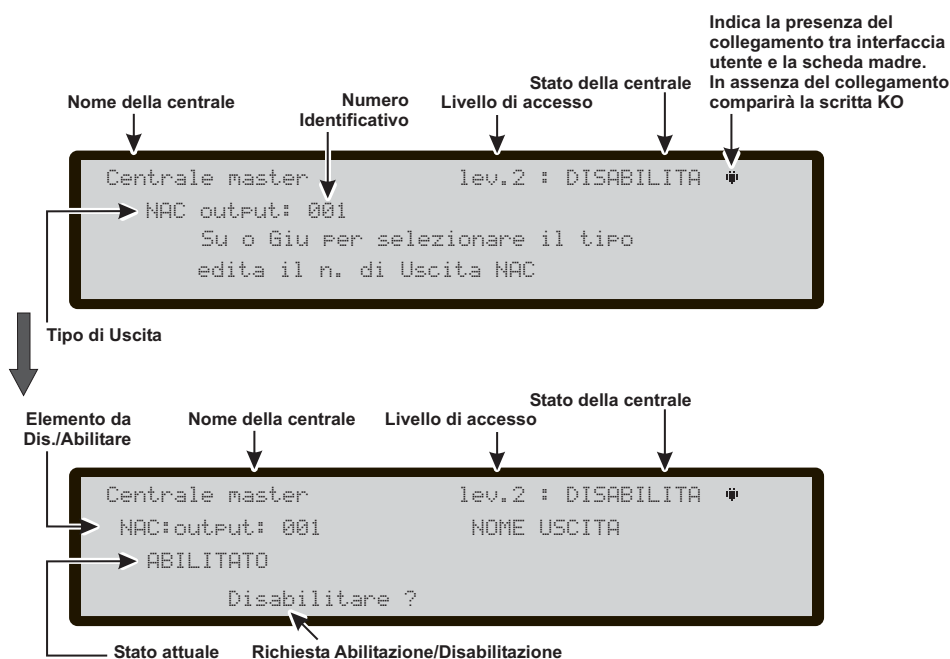 Indica la presenza del
collegamento tra interfaccia
utente e la scheda madre.
In assenza del collegamento
comparirà la scritta KO
Stato della centrale
Nome della centrale
Numero
Identificativo
Livello di accesso
Centrale master lev.2 : DISABILITA
NAC output: 001
Su o Giu per selezionare il tipo
edita il n. di Uscita NAC
Tipo di Uscita
Stato della centrale
Elemento da
Dis./Abilitare
Nome della centrale
Livello di accesso
Centrale master lev.2 : DISABILITA
NAC:output: 001 NOME USCITA
ABILITATO
Disabilitare ?
Stato attuale
Richiesta Abilitazione/Disabilitazione